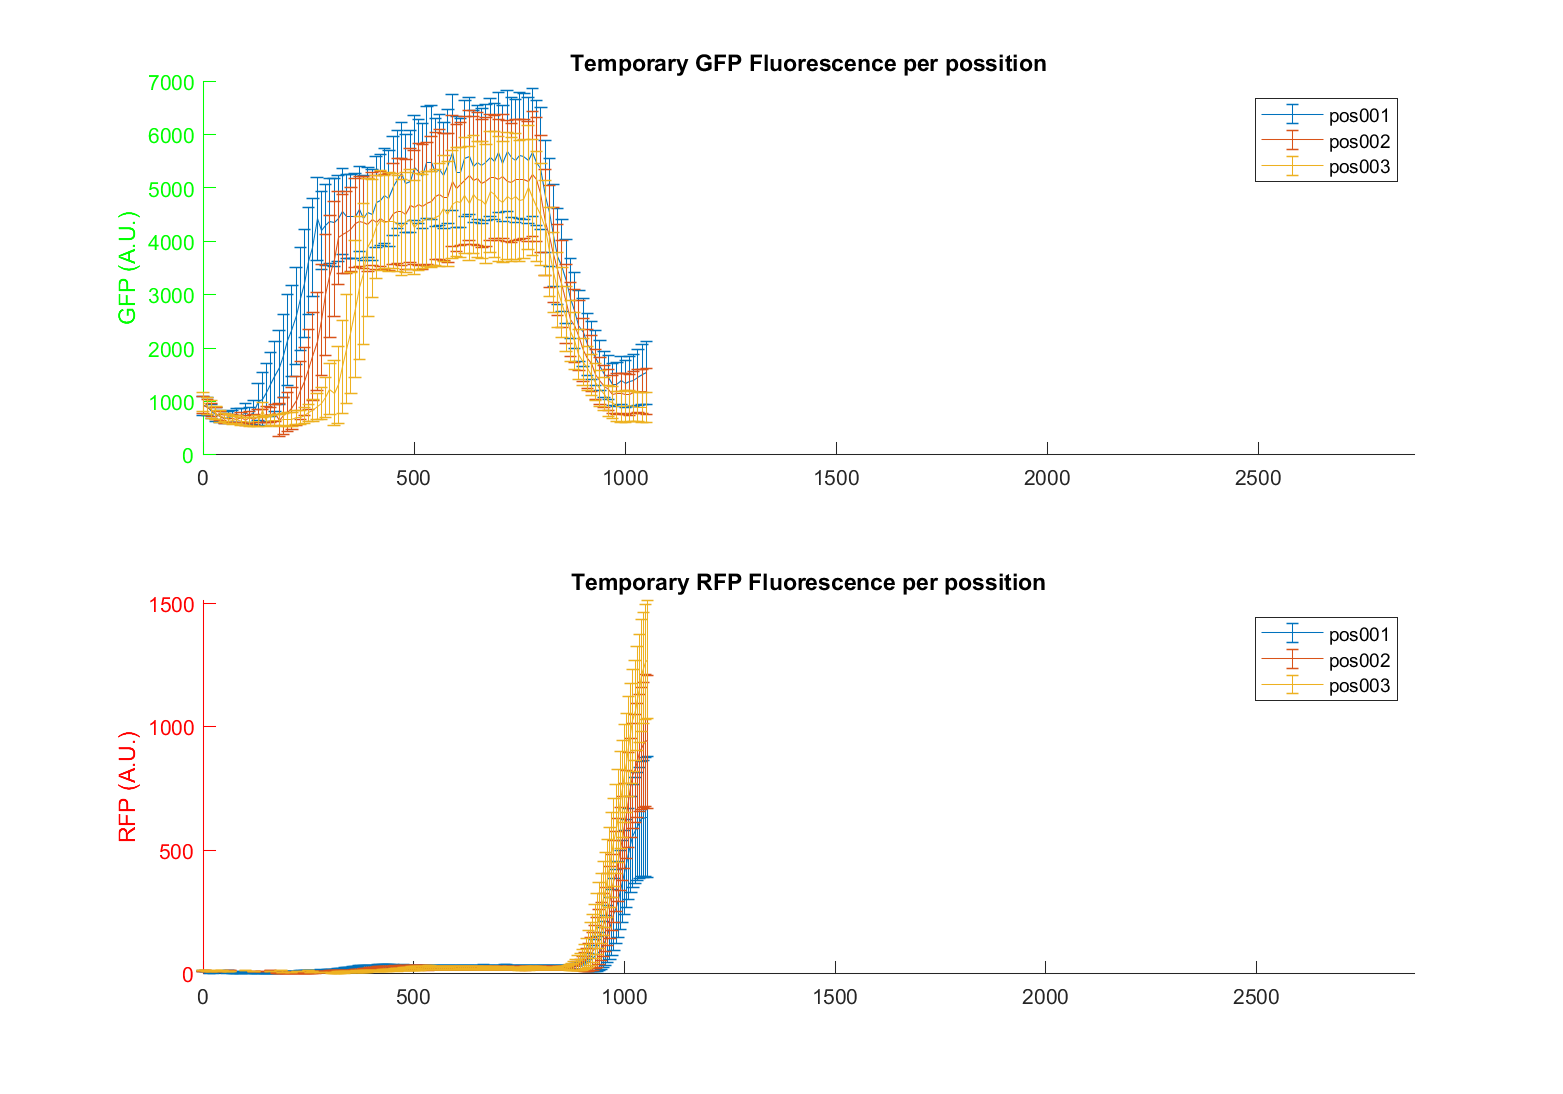 Temporary GFP Fluorescence per possition
7000
6000
5000
4000
3000
2000
1000
0
GFP (A.U.)
0 500 1000 1500 2000 2500
pos001
pos002
pos003
Temporary RFP Fluorescence per possition
1500
1000
500
0
RFP (A.U.)
0 500 1000 1500 2000 2500
pos001
pos002
pos003